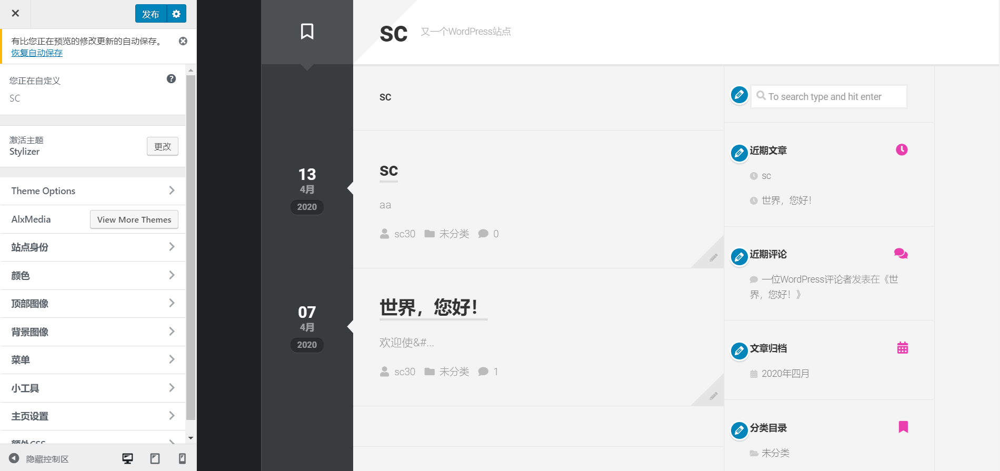 发布
有比您正在预览的修改更新的自动保存。
恢复自动保存
您正在自定义
SC
激活主题
Stylizer
更改
Theme Options
AlxMedia
View More Themes
站点身份
颜色
顶部图像
背景图像
菜单
小工具
主页设置
额外CSS
隐藏控制区
SC
又一个WordPress站点
SC
13
4月
2020
SC
aa
sc30
未分类
0
07
4月
2020
世界，您好！
欢迎使&#...
sc30
未分类
1
To search type and hit enter
近期文章
sc
世界，您好！
近期评论
一位WordPress评论者发表在《世
界，您好！》
文章归档
2020年四月
分类目录
未分类